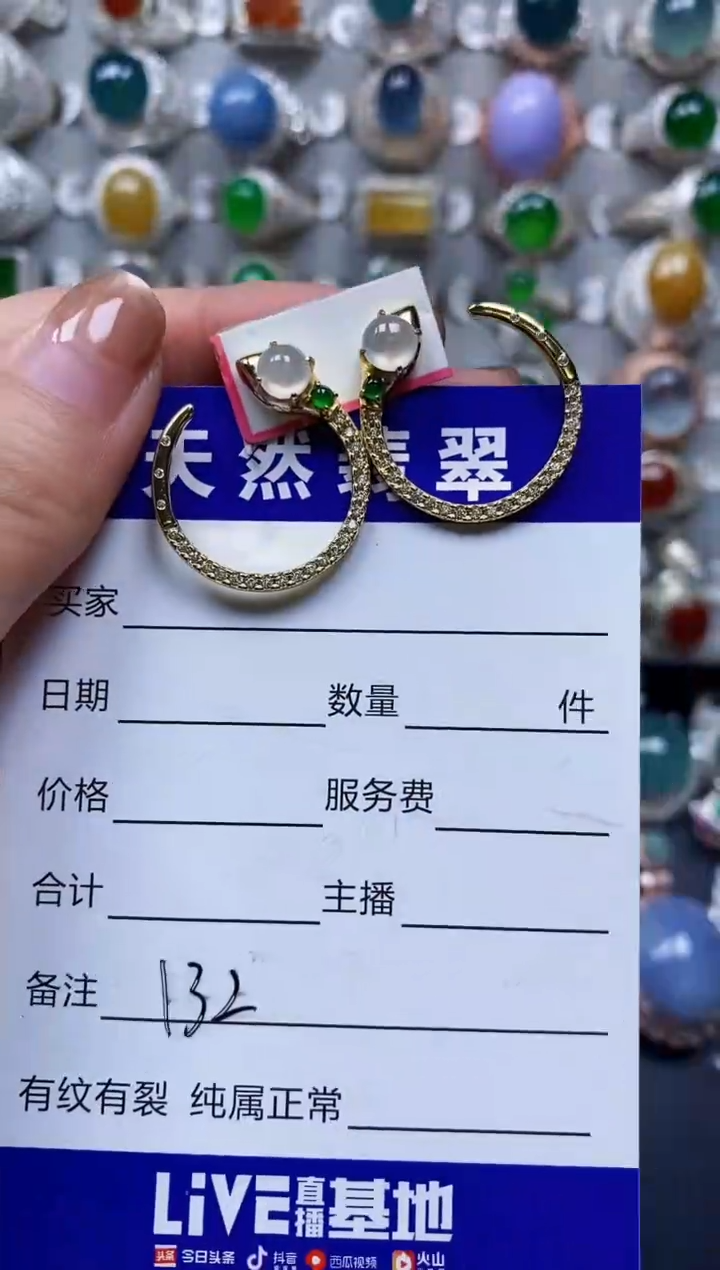 天然翡翠
买家
日期 数量 件
价格 服务费
合计 主播
备注 132
有纹有裂 纯属正常
LiVE直播基地
头条 今日头条 抖音 西瓜视频 火山